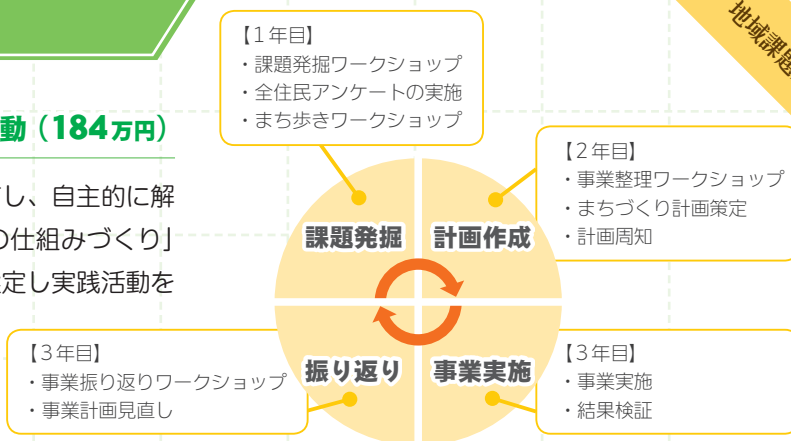 地域課題
動（184万円）
し、自主的に解
の仕組みづくり」
定し実践活動を
【1年目】
・課題発掘ワークショップ
・全住民アンケートの実施
・まち歩きワークショップ
【2年目】
・事業整理ワークショップ
・まちづくり計画策定
・計画周知
課題発掘
計画作成
振り返り
事業実施
【3年目】
・事業振り返りワークショップ
・事業計画見直し
【3年目】
・事業実施
・結果検証